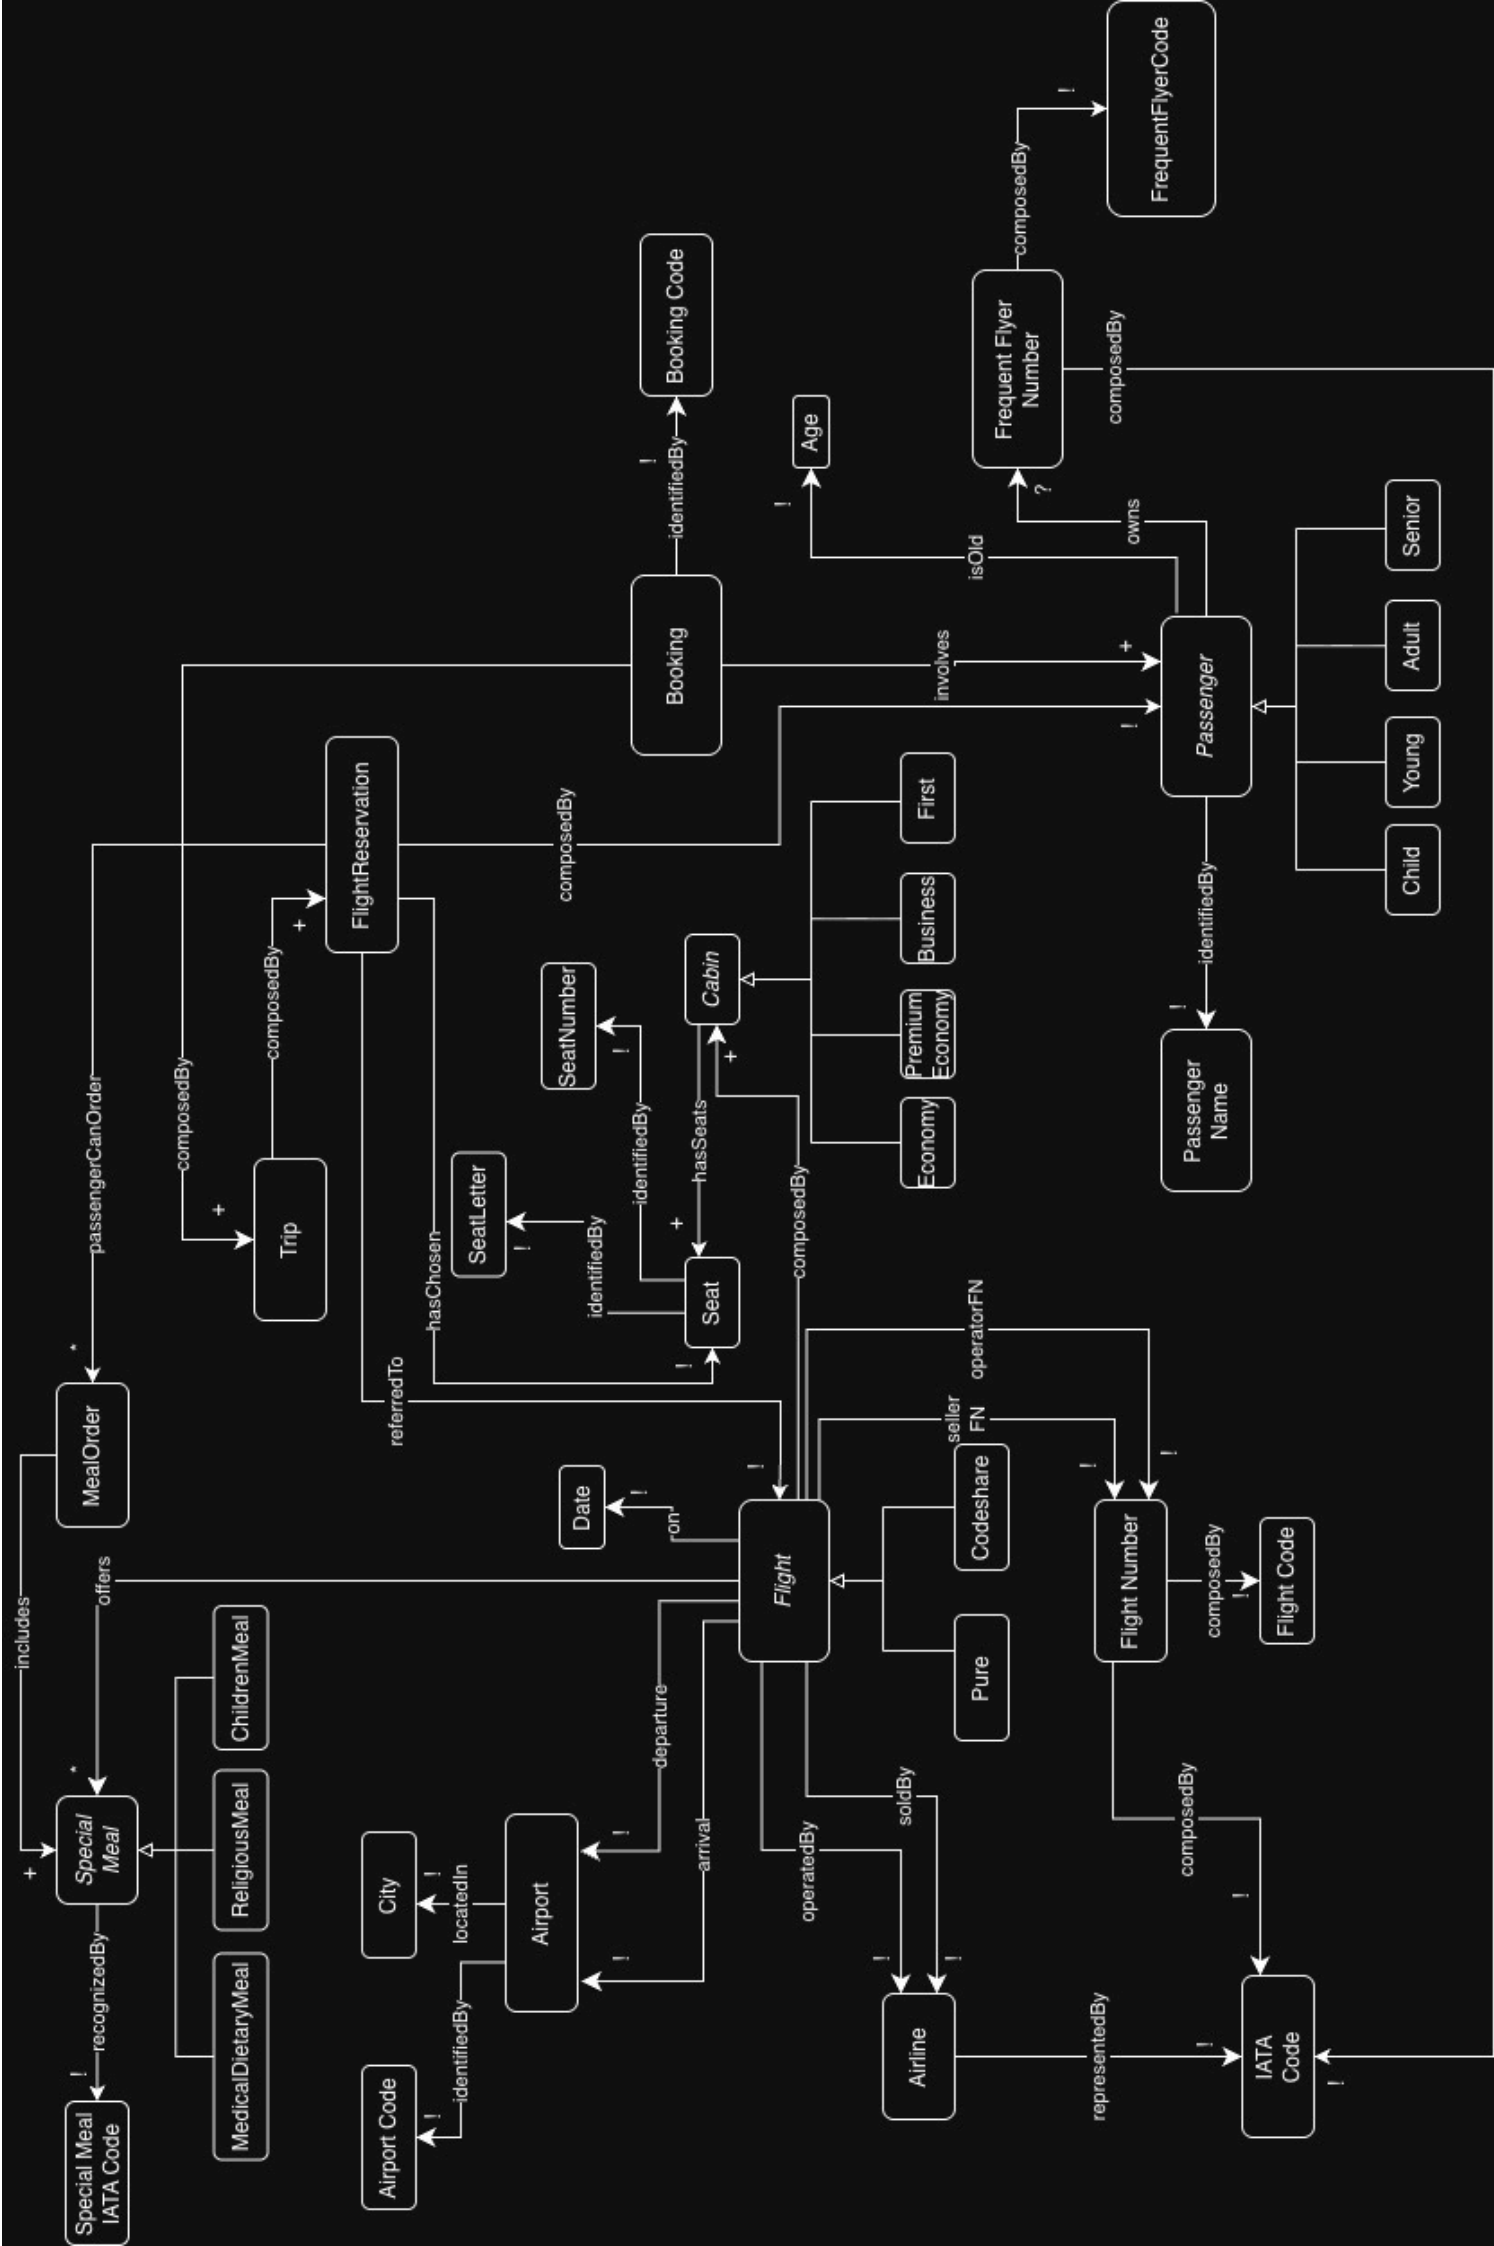 Special Meal
IATA Code
!
recognizedBy
Special
Meal
+
includes
*
offers
MealOrder
*
passengerCanOrder
MedicalDietaryMeal
ReligiousMeal
ChildrenMeal
composedBy
+
Trip
composedBy
+
FlightReservation
Airport Code
!
identifiedBy
City
!
locatedIn
Airport
!
!
departure
arrival
referredTo
hasChosen
SeatLetter
!
identifiedBy
SeatNumber
!
identifiedBy
composedBy
Date
!
on
!
Seat
!
+
hasSeats
Cabin
+
composedBy
Economy
Premium
Economy
Business
First
Booking
!
identifiedBy
Booking Code
involves
Flight
Pure
Codeshare
operatedBy
soldBy
!
!
Airline
seller
FN
operatorFN
!
!
Flight Number
composedBy
!
Flight Code
composedBy
!
representedBy
!
IATA
Code
!
Age
!
isOld
Frequent Flyer
Number
?
owns
composedBy
!
FrequentFlyerCode
composedBy
+
!
Passenger
identifiedBy
!
Passenger
Name
Child
Young
Adult
Senior